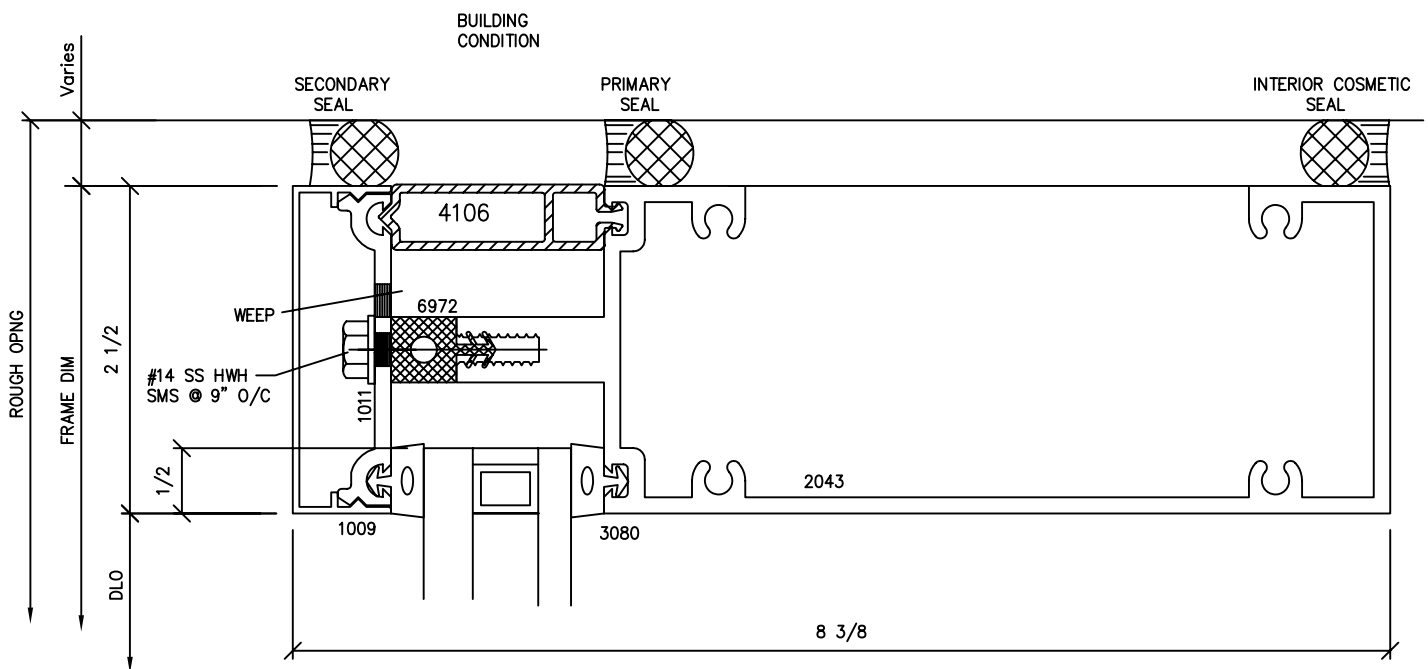 BUILDING
CONDITION
Varies
SECONDARY
SEAL
PRIMARY
SEAL
INTERIOR COSMETIC
SEAL
4106
WEEP
6972
#14 SS HWH
SMS @ 9" O/C
1011
ROUGH OPNG
FRAME DIM
2 1/2
1/2
2043
1009
3080
DLO
8 3/8